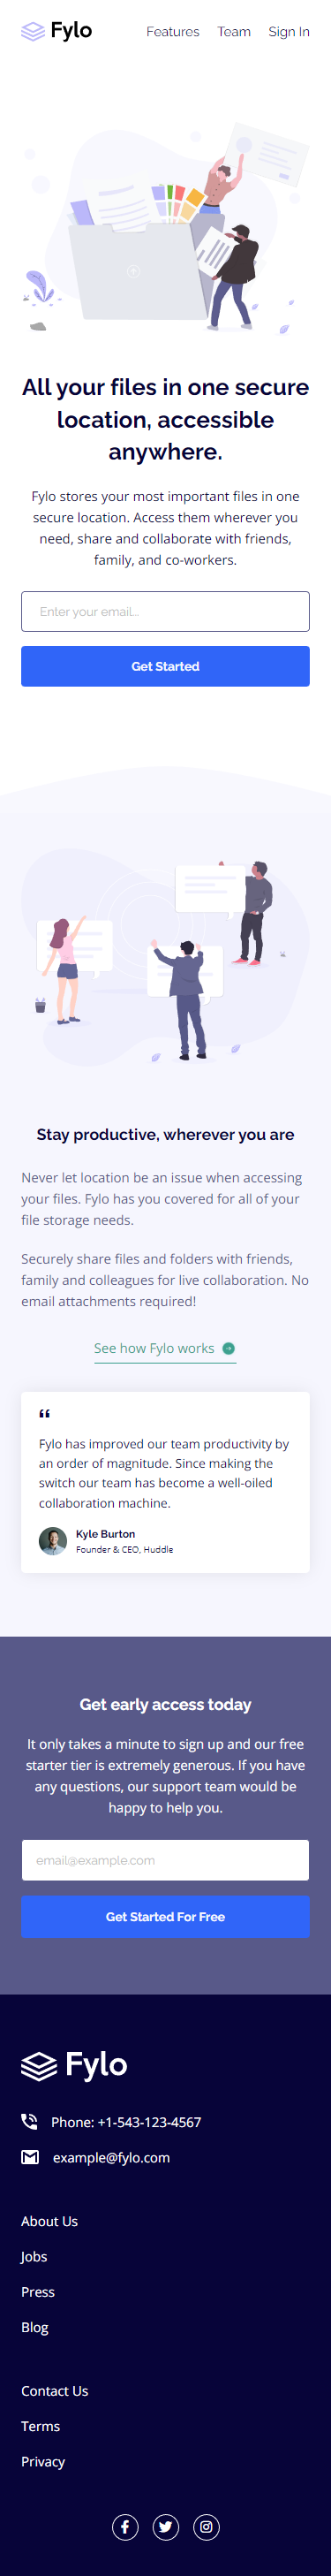 Fylo
Features Team Sign In
All your files in one secure
location, accessible
anywhere.
Fylo stores your most important files in one
secure location. Access them wherever you
need, share and collaborate with friends,
family, and co-workers.
Enter your email...
Get Started
Stay productive, wherever you are
Never let location be an issue when accessing
your files. Fylo has you covered for all of your
file storage needs.
Securely share files and folders with friends,
family and colleagues for live collaboration. No
email attachments required!
See how Fylo works
“
Fylo has improved our team productivity by
an order of magnitude. Since making the
switch our team has become a well-oiled
collaboration machine.
Kyle Burton
Founder & CEO, Huddle
Get early access today
It only takes a minute to sign up and our free
starter tier is extremely generous. If you have
any questions, our support team would be
happy to help you.
email@example.com
Get Started For Free
Fylo
Phone: +1-543-123-4567
example@fylo.com
About Us
Jobs
Press
Blog
Contact Us
Terms
Privacy